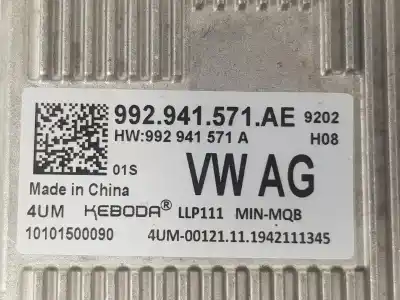 992.941.571.AE 9202
HW:992 941 571 A H08
01S
VW AG
Made in China
4UM KEBODA® LLP111 MIN-MQB
10101500090 4UM-00121.11.1942111345